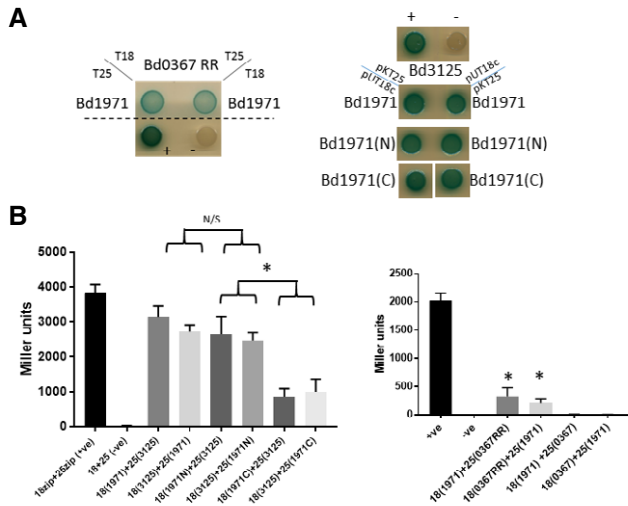 A
Bd0367 RR
T18
T25
T25
T18
Bd1971
Bd1971
+ -
+ -
Bd3125
pKT25
pUT18c
pUT18c
pKT25
Bd1971
Bd1971
Bd1971(N)
Bd1971(N)
Bd1971(C)
Bd1971(C)
B
N/S
*
Miller units
5000
4000
3000
2000
1000
0
18zip+25zip (+ve)
18+25 (-ve)
18(1971)+25(3125)
18(3125)+25(1971)
18(1971N)+25(3125)
18(3125)+25(1971N)
18(1971C)+25(3125)
18(3125)+25(1971C)
Miller units
2500
2000
1500
1000
500
0
* *
+ve
-ve
18(1971)+25(0367RR)
18(0367RR)+25(1971)
18(1971)+25(0367)
18(0367)+25(1971)